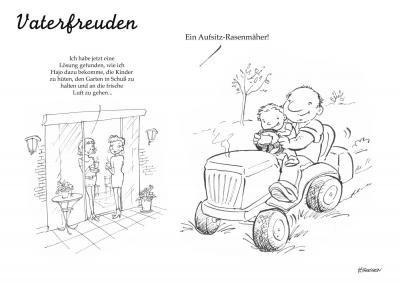 Vaterfreuden
Ich habe jetzt eine
Lösung gefunden, wie ich
Hajo dazu bekomme, die Kinder
zu hüten, den Garten in Schuß zu
halten und an die frische
Luft zu gehen...
Ein Aufsitz-Rasenmäher!